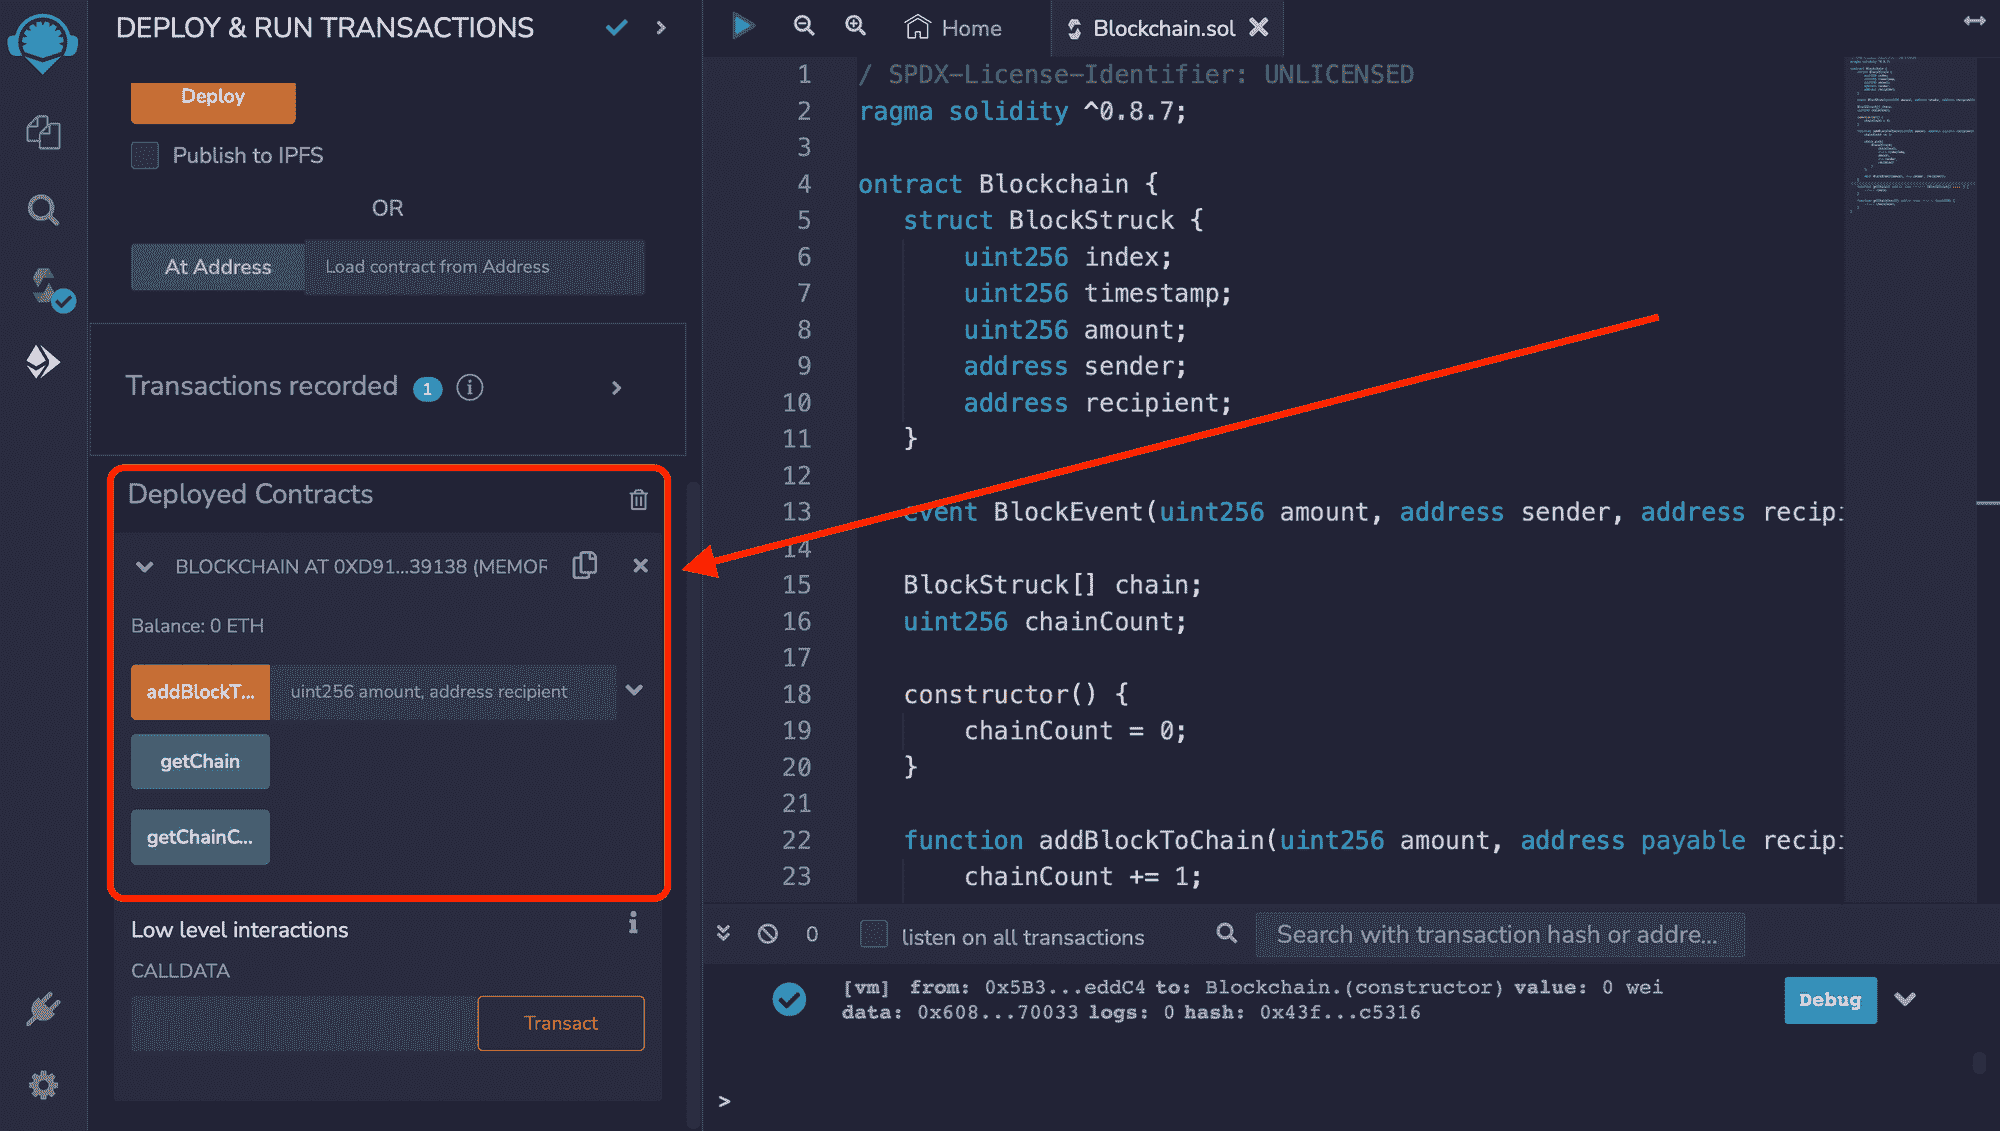 DEPLOY & RUN TRANSACTIONS
Deploy
Publish to IPFS
OR
At Address
Load contract from Address
Transactions recorded 1
Deployed Contracts
BLOCKCHAIN AT 0XD91...39138 (MEMOR
Balance: 0 ETH
addBlockT...
uint256 amount, address recipient
getChain
getChainC...
Low level interactions
CALLDATA
Transact
Home
Blockchain.sol
1 / SPDX-License-Identifier: UNLICENSED
2 ragma solidity ^0.8.7;
3
4 ontract Blockchain {
5 struct BlockStruck {
6 uint256 index;
7 uint256 timestamp;
8 uint256 amount;
9 address sender;
10 address recipient;
11 }
12
13 event BlockEvent(uint256 amount, address sender, address recipi
14
15 BlockStruck[] chain;
16 uint256 chainCount;
17
18 constructor() {
19 chainCount = 0;
20 }
21
22 function addBlockToChain(uint256 amount, address payable recipi
23 chainCount += 1;
0
listen on all transactions
Search with transaction hash or addre...
[vm] from: 0x5B3...eddC4 to: Blockchain.(constructor) value: 0 wei
data: 0x608...70033 logs: 0 hash: 0x43f...c5316
Debug
>